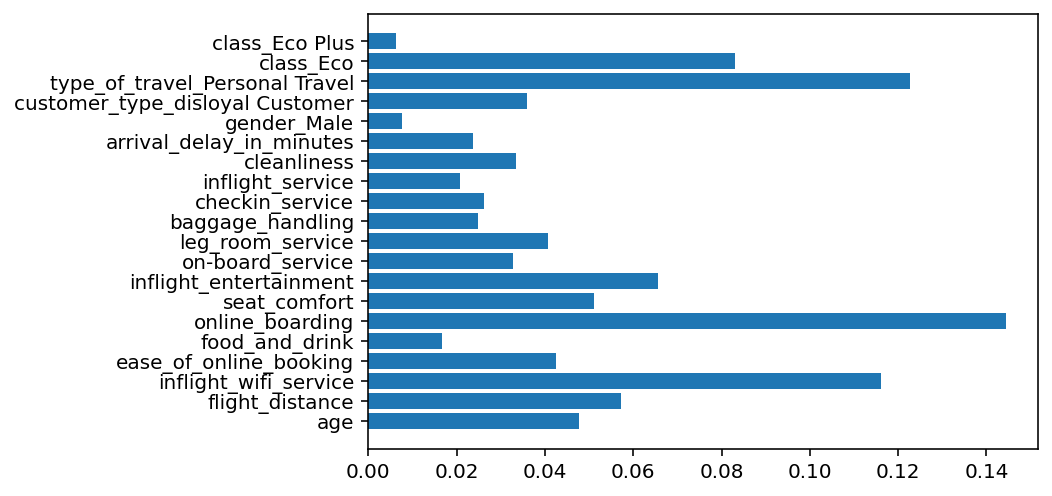 class_Eco Plus
class_Eco
type_of_travel_Personal Travel
customer_type_disloyal Customer
gender_Male
arrival_delay_in_minutes
cleanliness
inflight_service
checkin_service
baggage_handling
leg_room_service
on-board_service
inflight_entertainment
seat_comfort
online_boarding
food_and_drink
ease_of_online_booking
inflight_wifi_service
flight_distance
age
0.00 0.02 0.04 0.06 0.08 0.10 0.12 0.14